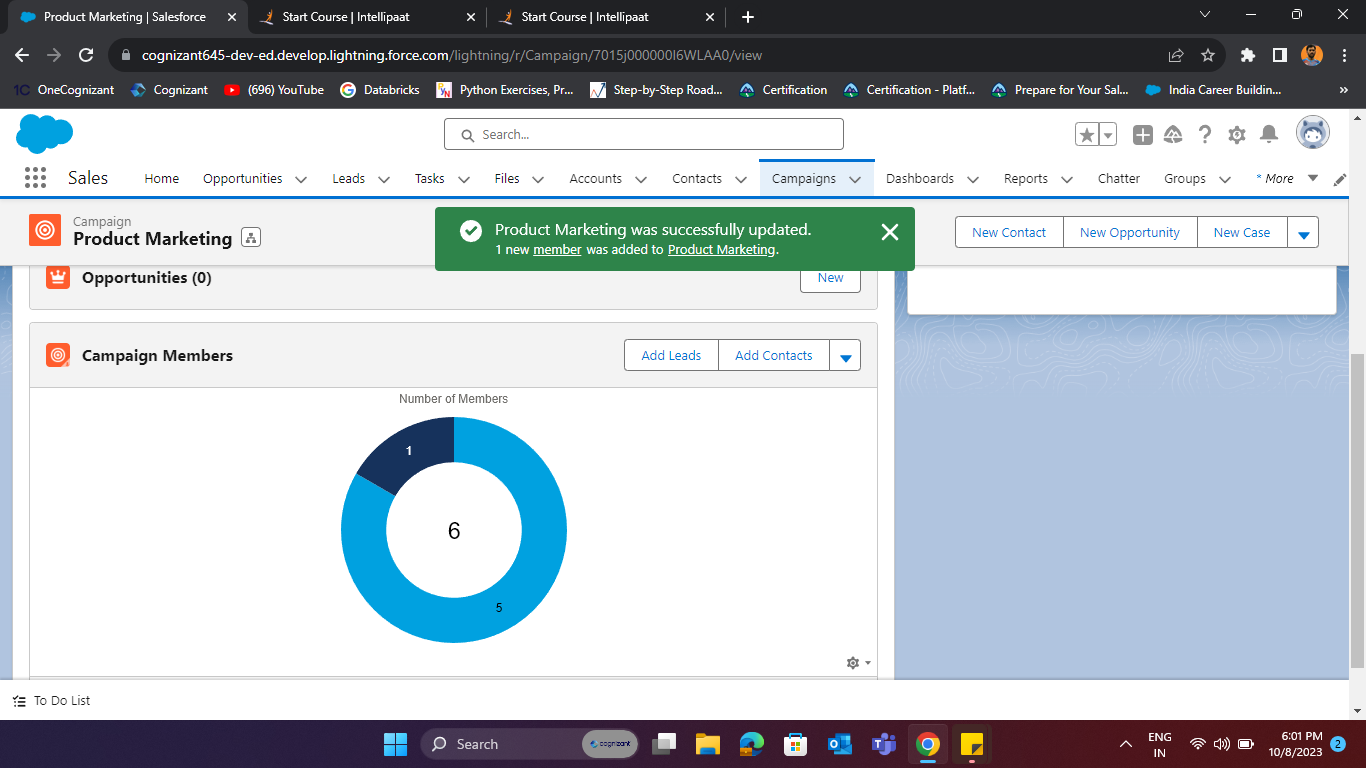 Product Marketing | Salesforce
Start Course | Intellipaat
Start Course | Intellipaat
cognizant645-dev-ed.develop.lightning.force.com/lightning/r/Campaign/7015j000000I6WLAA0/view
1C OneCognizant
Cognizant
(696) YouTube
Databricks
Python Exercises, Pr...
Step-by-Step Road...
Certification
Certification - Platf...
Prepare for Your Sal...
India Career Buildin...
»
Search...
Sales
Home
Opportunities
Leads
Tasks
Files
Accounts
Contacts
Campaigns
Dashboards
Reports
Chatter
Groups
* More
Campaign
Product Marketing
Product Marketing was successfully updated.
1 new member was added to Product Marketing.
New Contact
New Opportunity
New Case
Opportunities (0)
New
Campaign Members
Add Leads
Add Contacts
Number of Members
1
6
5
To Do List
Search
cognizant
ENG
IN
6:01 PM
10/8/2023
2